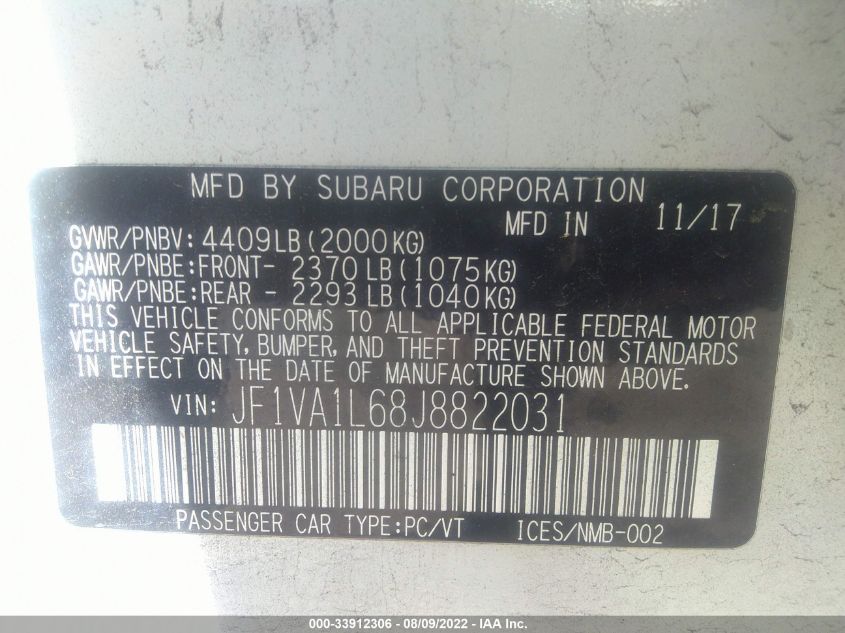 MFD BY SUBARU CORPORATION
MFD IN 11/17
GVWR/PNBV: 4409LB(2000KG)
GAWR/PNBE:FRONT- 2370LB(1075KG)
GAWR/PNBE:REAR - 2293LB(1040KG)
THIS VEHICLE CONFORMS TO ALL APPLICABLE FEDERAL MOTOR
VEHICLE SAFETY, BUMPER, AND THEFT PREVENTION STANDARDS
IN EFFECT ON THE DATE OF MANUFACTURE SHOWN ABOVE.
VIN: JF1VA1L68J8822031
PASSENGER CAR TYPE:PC/VT ICES/NMB-002
000-33912306 - 08/09/2022 - IAA Inc.